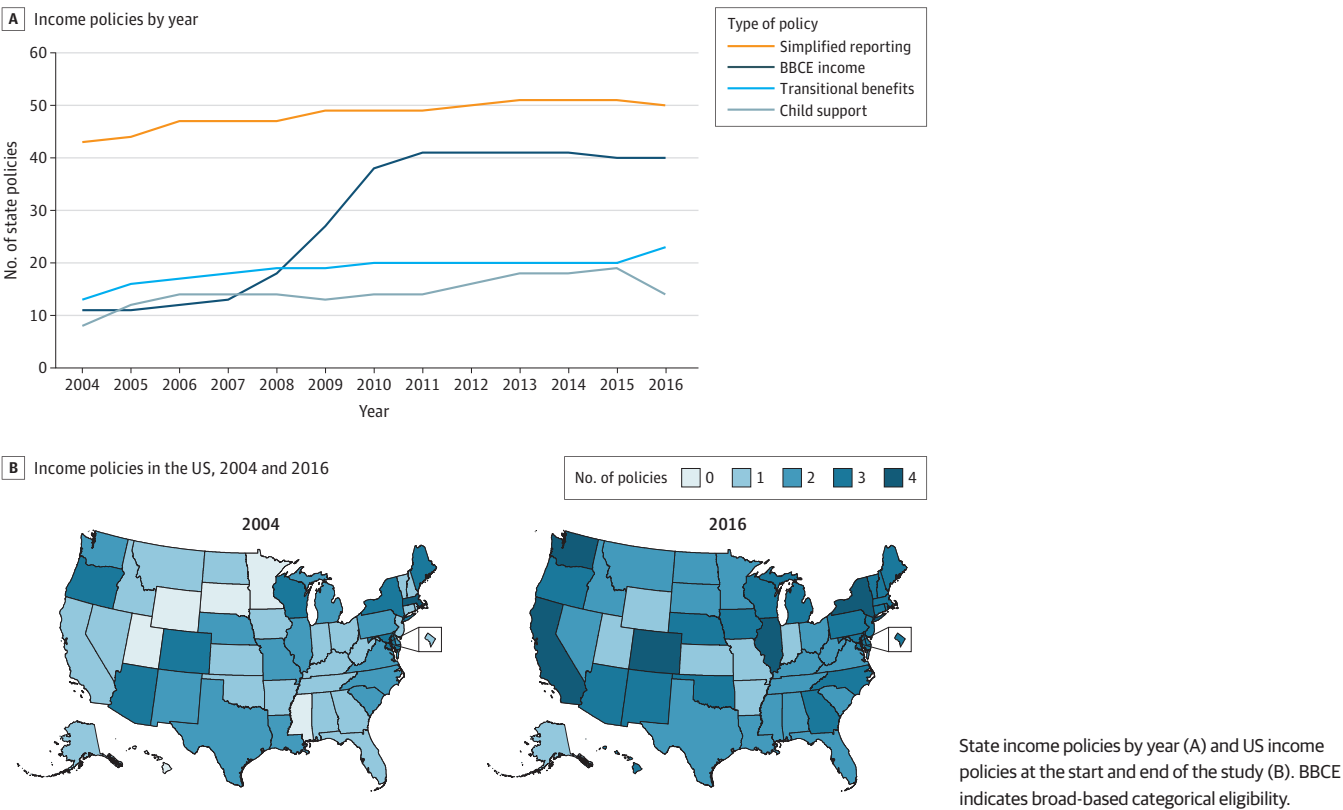 A Income policies by year
Type of policy
Simplified reporting
BBCE income
Transitional benefits
Child support
No. of state policies
60
50
40
30
20
10
0
2004 2005 2006 2007 2008 2009 2010 2011 2012 2013 2014 2015 2016
Year
B Income policies in the US, 2004 and 2016
No. of policies 0 1 2 3 4
2004
2016
State income policies by year (A) and US income
policies at the start and end of the study (B). BBCE
indicates broad-based categorical eligibility.